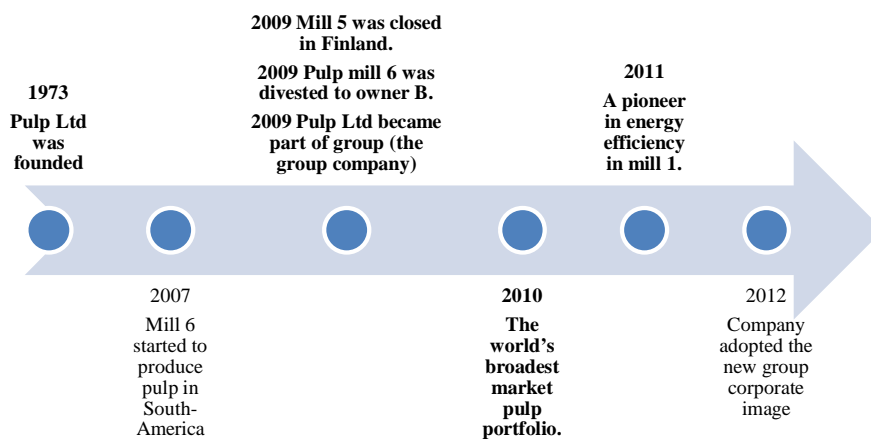 1973
Pulp Ltd
was
founded
2007
Mill 6
started to
produce
pulp in
South-
America
2009 Mill 5 was closed
in Finland.
2009 Pulp mill 6 was
divested to owner B.
2009 Pulp Ltd became
part of group (the
group company)
2010
The
world's
broadest
market
pulp
portfolio.
2011
A pioneer
in energy
efficiency
in mill 1.
2012
Company
adopted the
new group
corporate
image